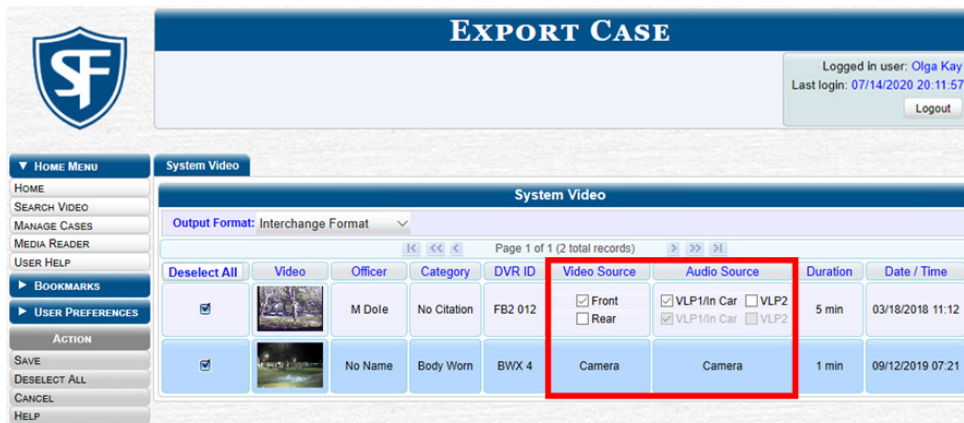 EXPORT CASE
SF
Logged in user: Olga Kay
Last login: 07/14/2020 20:11:57
Logout
HOME MENU
HOME
SEARCH VIDEO
MANAGE CASES
MEDIA READER
USER HELP
BOOKMARKS
USER PREFERENCES
ACTION
SAVE
DESELECT ALL
CANCEL
HELP
System Video
System Video
Output Format: Interchange Format
Page 1 of 1 (2 total records)
Deselect All Video Officer Category DVR ID Video Source Audio Source Duration Date / Time
M Dole No Citation FB2 012 Front VLP1/In Car VLP2 5 min 03/18/2018 11:12
Rear VLP1/In Car VLP2
No Name Body Worn BWX 4 Camera Camera 1 min 09/12/2019 07:21